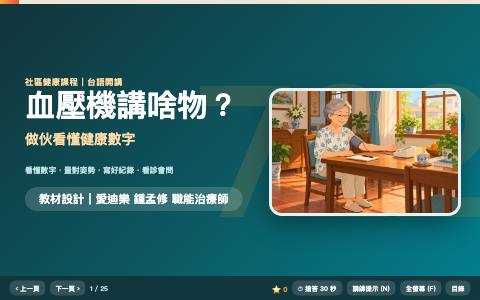 社區健康課程｜台語開講
血壓機講啥物？
做伙看懂健康數字
看懂數字・量對姿勢・寫好紀錄・看診會問
教材設計｜愛迪樂 鍾孟修 職能治療師
‹ 上一頁 下一頁 › 1 / 25 ⭐ 0 ⏱ 搶答 30 秒 講師提示 (N) 全螢幕 (F) 目錄